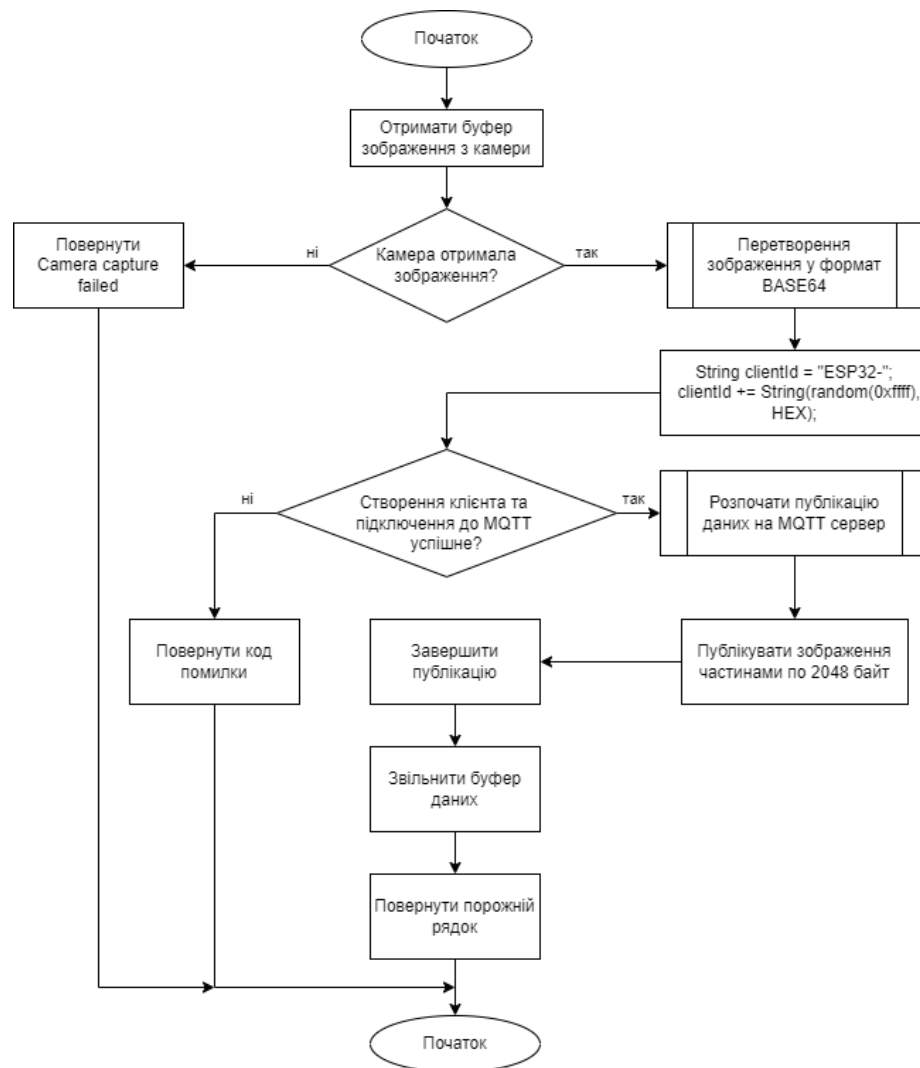 Початок
Отримати буфер
зображення з камери
Повернути
Camera capture
failed
ні
Камера отримала
зображення?
так
Перетворення
зображення у формат
BASE64
String clientId = "ESP32-";
clientId += String(random(0xffff),
HEX);
ні
Створення клієнта та
підключення до MQTT
успішне?
так
Розпочати публікацію
даних на MQTT сервер
Повернути код
помилки
Завершити
публікацію
Публікувати зображення
частинами по 2048 байт
Звільнити буфер
даних
Повернути порожній
рядок
Початок